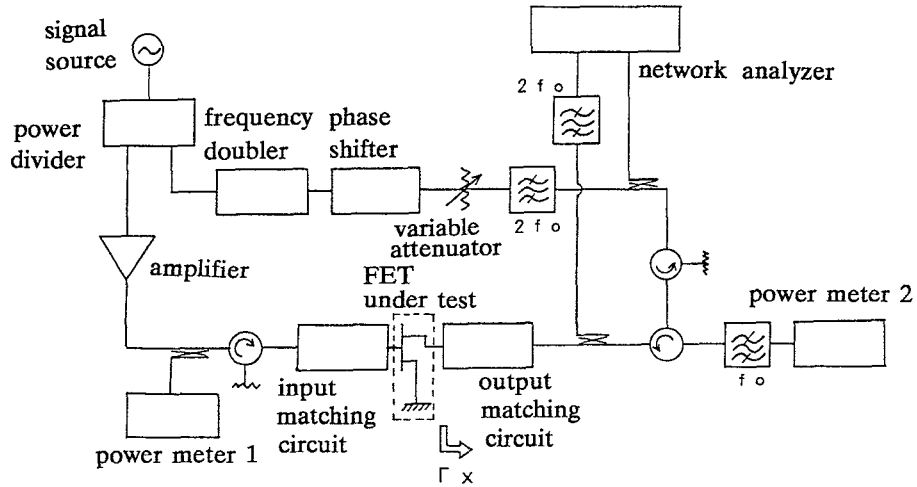 signal
source
network analyzer
2 f o
power
divider
frequency
doubler
phase
shifter
variable
attenuator
2 f o
amplifier
FET
under test
power meter 2
f o
input
matching
circuit
output
matching
circuit
power meter 1
Γ x